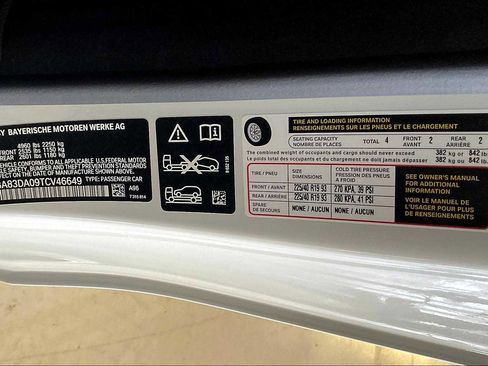 BAYERISCHE MOTOREN WERKE AG
4960 lbs 2250 kg
FRONT 2535 lbs 1150 kg
REAR 2601 lbs 1180 kg
VEHICLE CONFORMS TO ALL APPLICABLE U.S.FEDERAL MOTOR
SAFETY, BUMPER AND THEFT PREVENTION STANDARDS
IN EFFECT ON THE DATE OF MANUFACTURE SHOWN ABOVE.
A83DA09TCV46649
TYPE: PASSENGER CAR
A96
TIRE AND LOADING INFORMATION
RENSEIGNEMENTS SUR LES PNEUS ET LE CHARGEMENT
SEATING CAPACITY TOTAL 4 FRONT 2 REAR 2
NOMBRE DE PLACES AVANT ARRIÈRE
The combined weight of occupants and cargo should never exceed 382 kg or 842 lb
Le poids total des occupants et du chargement ne doit jamais dépasser 382 kg ou 842 lb
TIRE / PNEU SIZE DIMENSIONS COLD TIRE PRESSURE PRESSION DES PNEUS À FROID
FRONT / AVANT 225/40 R19 93 270 KPA, 39 PSI
REAR / ARRIÈRE 225/40 R19 93 280 KPA, 41 PSI
SPARE DE SECOURS NONE / AUCUN NONE / AUCUN
SEE OWNER'S
MANUAL FOR
ADDITIONAL
INFORMATION
VOIR LE MANUEL DE
L'USAGER POUR PLUS
DE RENSEIGNEMENTS